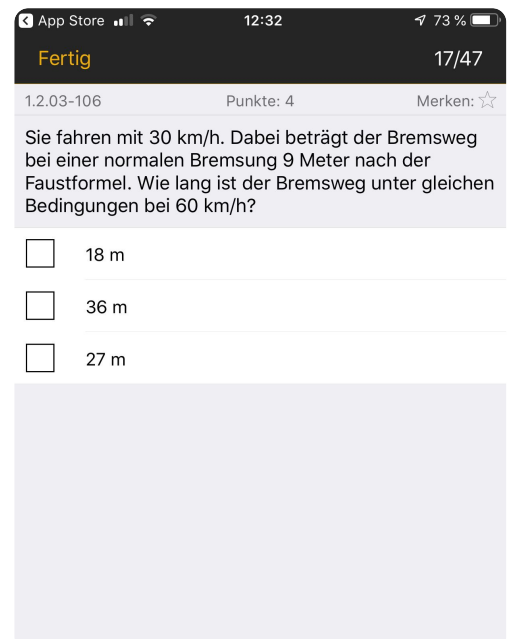 App Store 12:32 73 %
Fertig 17/47
1.2.03-106 Punkte: 4 Merken:
Sie fahren mit 30 km/h. Dabei beträgt der Bremsweg
bei einer normalen Bremsung 9 Meter nach der
Faustformel. Wie lang ist der Bremsweg unter gleichen
Bedingungen bei 60 km/h?
18 m
36 m
27 m